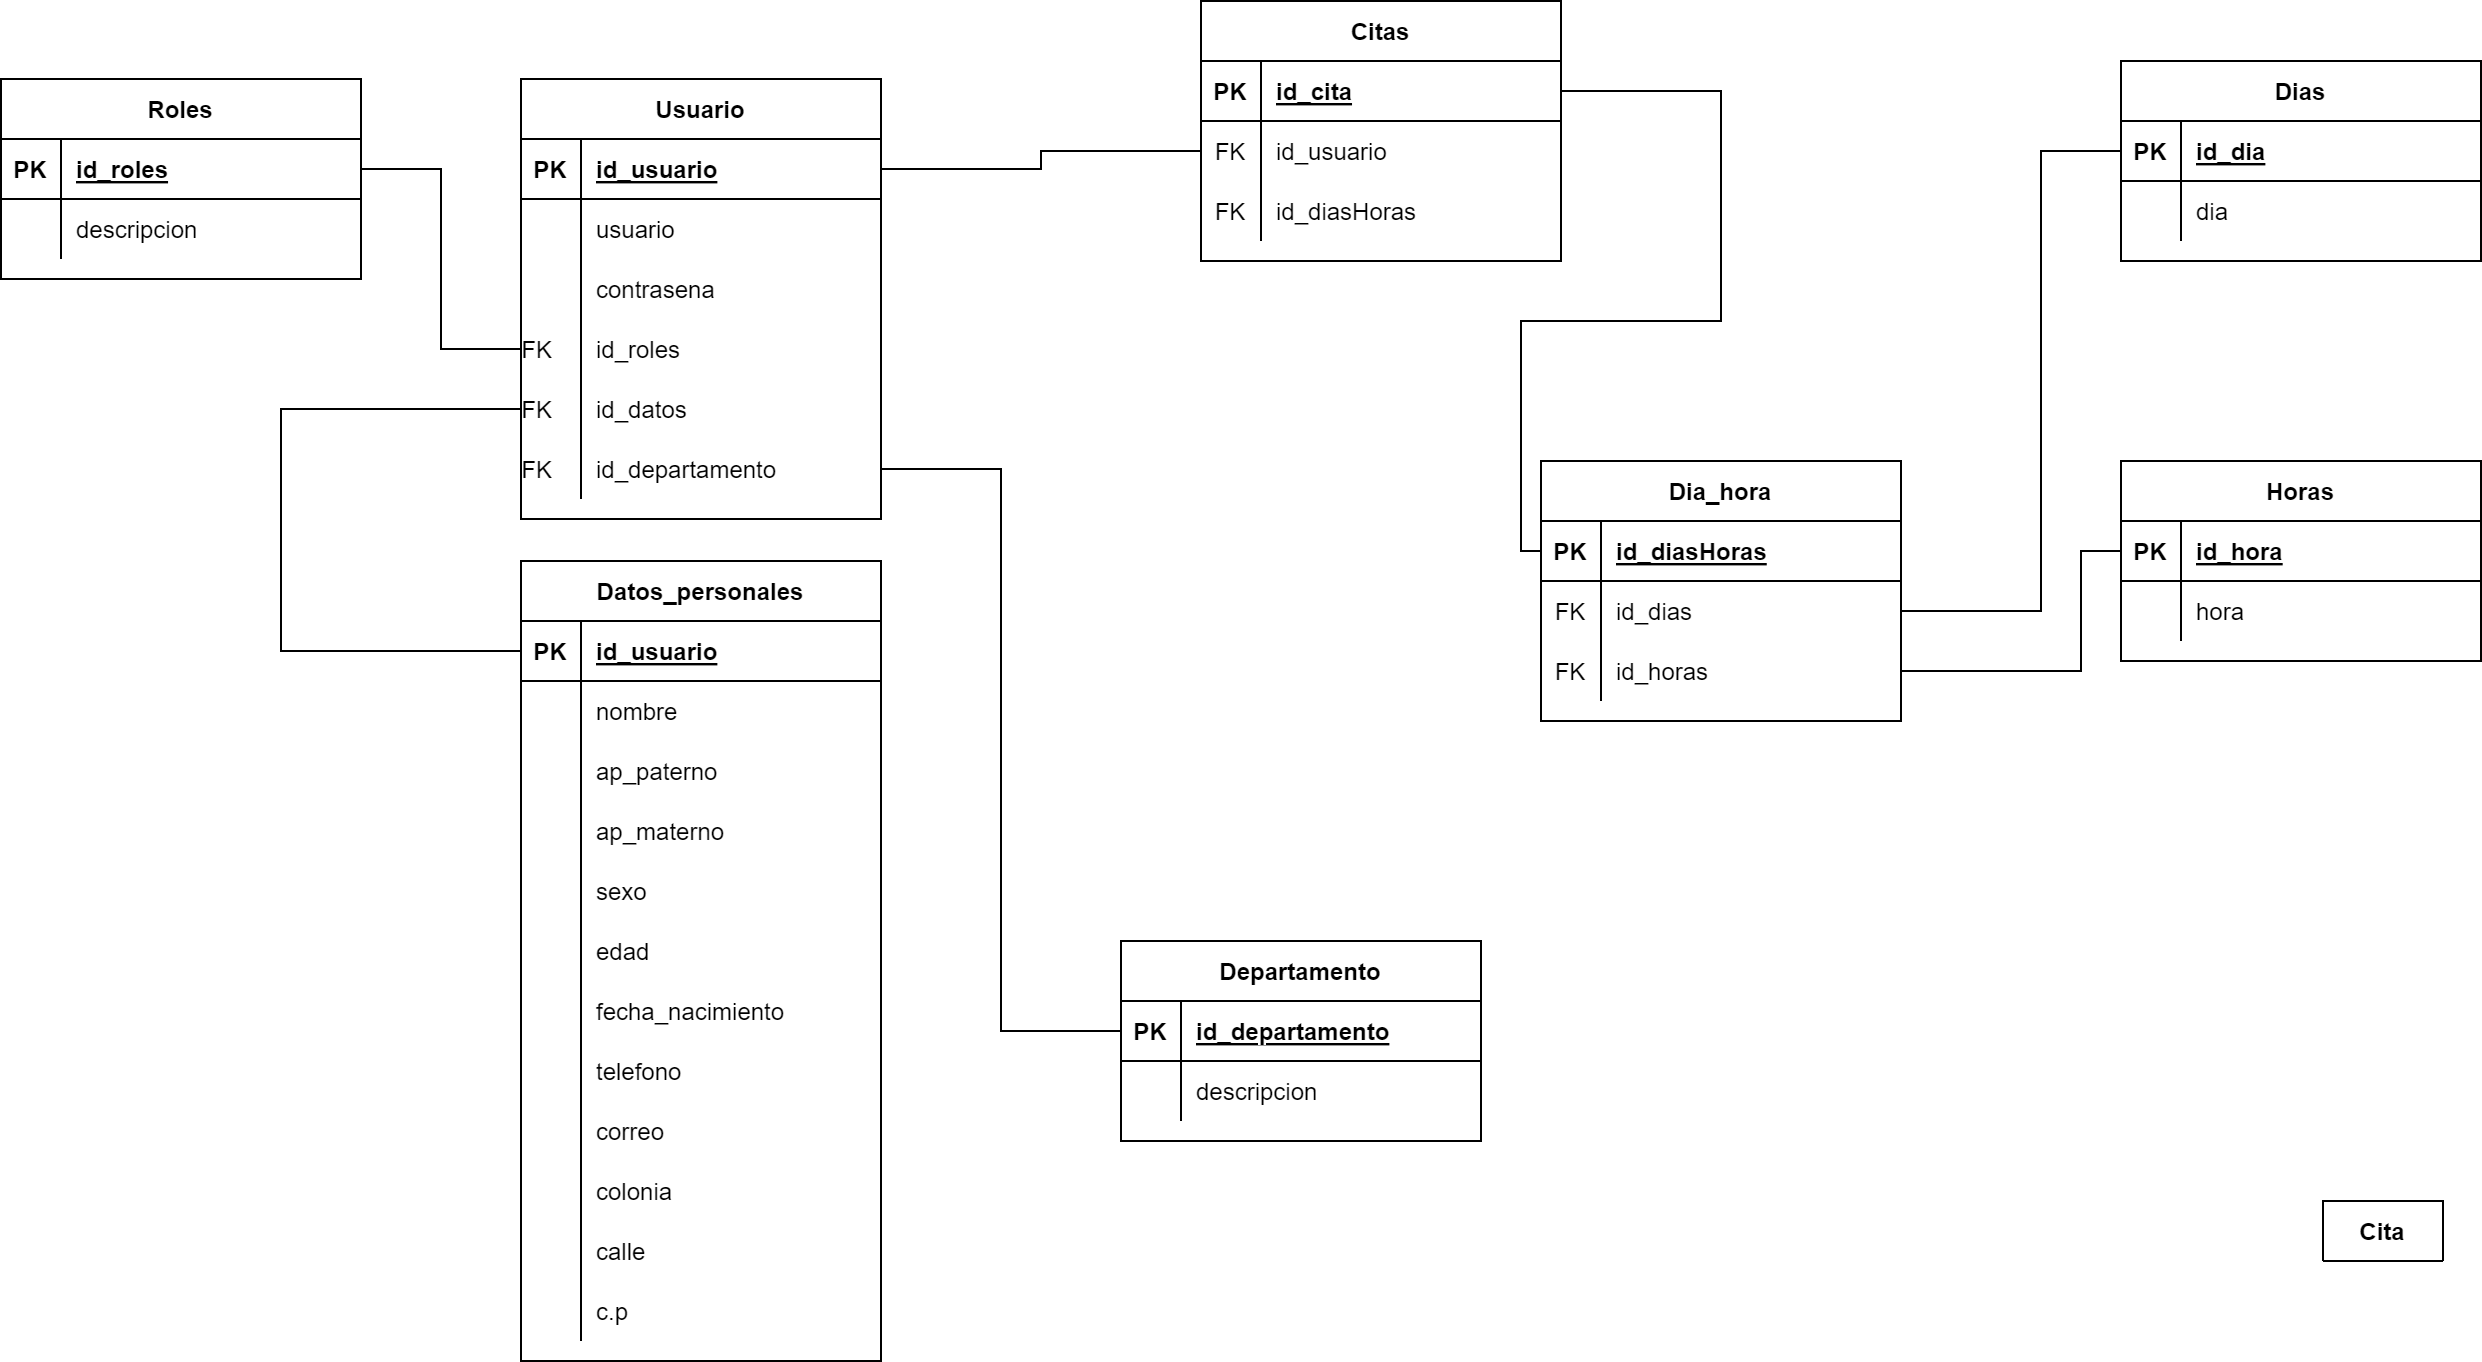 Roles
PK id_roles
descripcion
Usuario
PK id_usuario
usuario
contrasena
FK id_roles
FK id_datos
FK id_departamento
Datos_personales
PK id_usuario
nombre
ap_paterno
ap_materno
sexo
edad
fecha_nacimiento
telefono
correo
colonia
calle
c.p
Citas
PK id_cita
FK id_usuario
FK id_diasHoras
Departamento
PK id_departamento
descripcion
Dia_hora
PK id_diasHoras
FK id_dias
FK id_horas
Dias
PK id_dia
dia
Horas
PK id_hora
hora
Cita